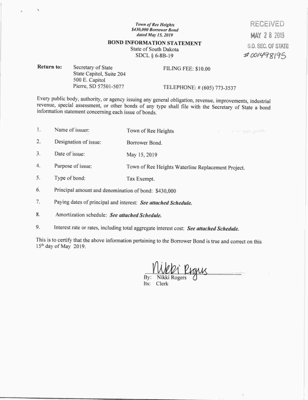 Town of Ree Heights
$430,000 Borrower Bond
dated May 15, 2019
RECEIVED
MAY 28 2019
S.D. SEC. OF STATE
#001498195
BOND INFORMATION STATEMENT
State of South Dakota
SDCL § 6-8B-19
Return to: Secretary of State FILING FEE: $10.00
State Capitol, Suite 204
500 E. Capitol
Pierre, SD 57501-5077 TELEPHONE: # (605) 773-3537
Every public body, authority, or agency issuing any general obligation, revenue, improvements, industrial
revenue, special assessment, or other bonds of any type shall file with the Secretary of State a bond
information statement concerning each issue of bonds.
1. Name of issuer: Town of Ree Heights
2. Designation of issue: Borrower Bond.
3. Date of issue: May 15, 2019
4. Purpose of issue: Town of Ree Heights Waterline Replacement Project.
5. Type of bond: Tax Exempt.
6. Principal amount and denomination of bond: $430,000
7. Paying dates of principal and interest: See attached Schedule.
8. Amortization schedule: See attached Schedule.
9. Interest rate or rates, including total aggregate interest cost: See attached Schedule.
This is to certify that the above information pertaining to the Borrower Bond is true and correct on this
15th day of May 2019.
Nikki Rogers
By: Nikki Rogers
Its: Clerk